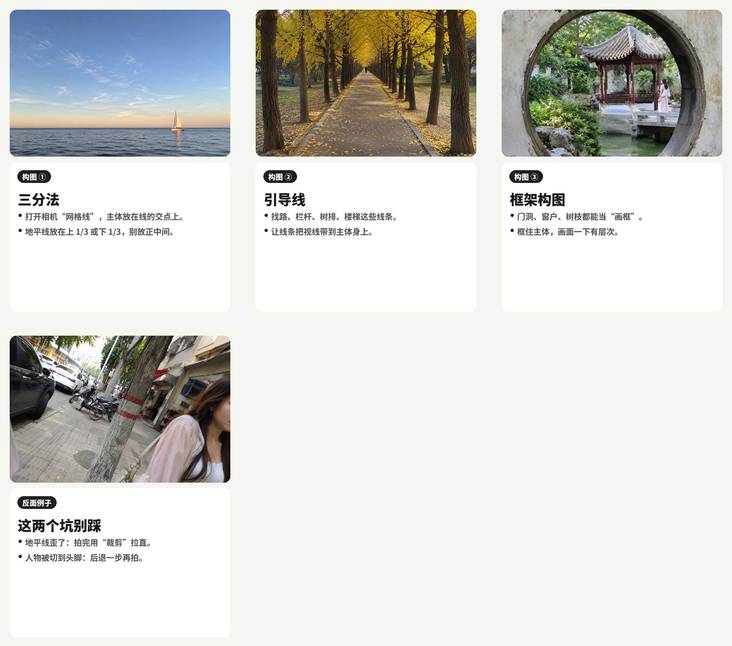 构图 ①
三分法
• 打开相机“网格线”，主体放在线的交点上。
• 地平线放在上 1/3 或下 1/3，别放正中间。
构图 ②
引导线
• 找路、栏杆、树排、楼梯这些线条。
• 让线条把视线带到主体身上。
构图 ③
框架构图
• 门洞、窗户、树枝都能当“画框”。
• 框住主体，画面一下有层次。
反面例子
这两个坑别踩
• 地平线歪了：拍完用“裁剪”拉直。
• 人物被切到头脚：后退一步再拍。